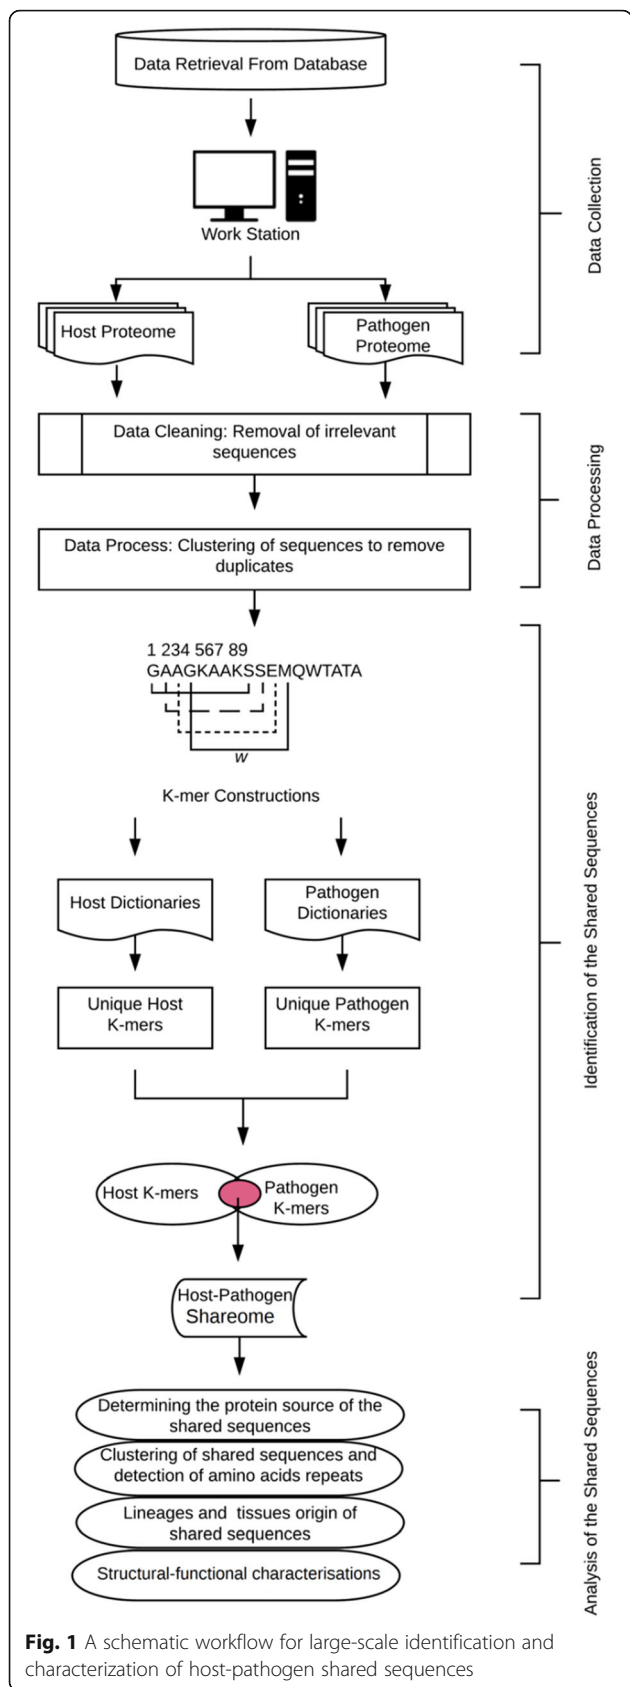 Data Retrieval From Database
Work Station
Host Proteome
Pathogen
Proteome
Data Collection
Data Cleaning: Removal of irrelevant
sequences
Data Process: Clustering of sequences to remove
duplicates
Data Processing
1 234 567 89
GAAGKAAKSSEMQWTATA
w
K-mer Constructions
Host Dictionaries
Pathogen
Dictionaries
Unique Host
K-mers
Unique Pathogen
K-mers
Host K-mers
Pathogen
K-mers
Host-Pathogen
Shareome
Identification of the Shared Sequences
Determining the protein source of the
shared sequences
Clustering of shared sequences and
detection of amino acids repeats
Lineages and tissues origin of
shared sequences
Structural-functional characterisations
Analysis of the Shared Sequences
Fig. 1 A schematic workflow for large-scale identification and
characterization of host-pathogen shared sequences